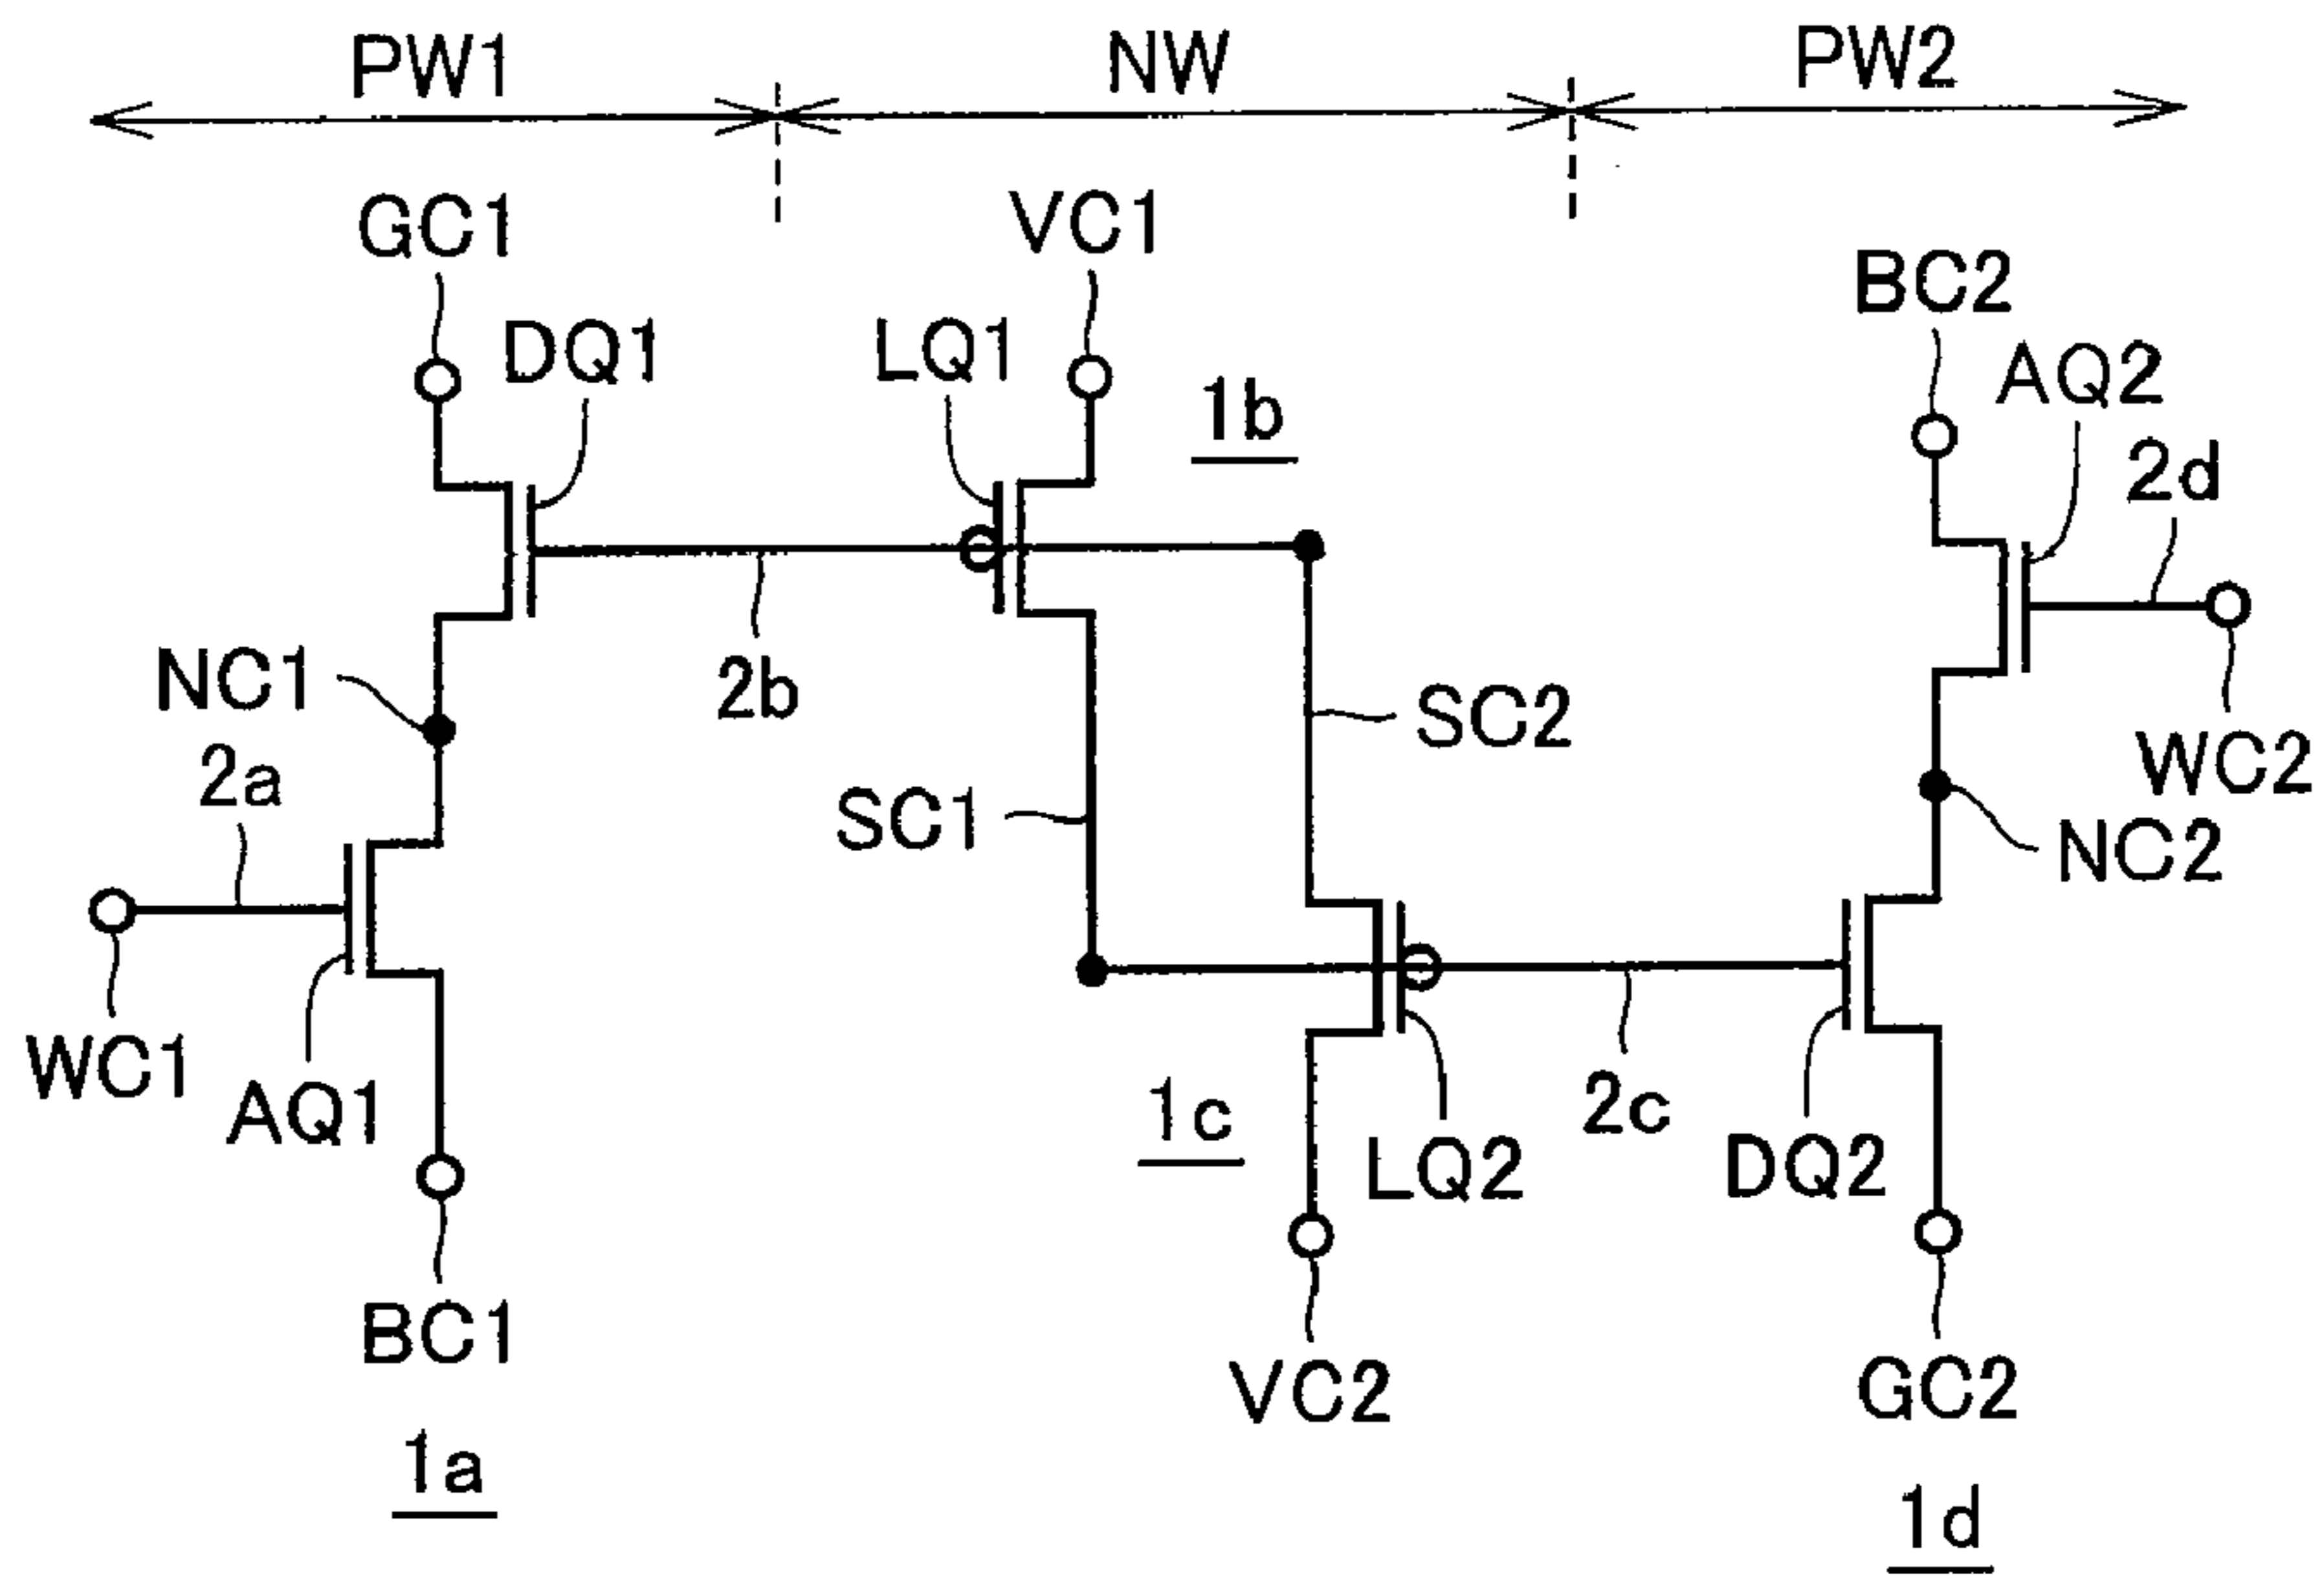 PW1 NW PW2
GC1 VC1 BC2
DQ1 LQ1 1b AQ2
2d
NC1 2b SC2
2a SC1 WC2
NC2
WC1 AQ1 1c LQ2 2c DQ2
BC1 VC2 GC2
1a 1d